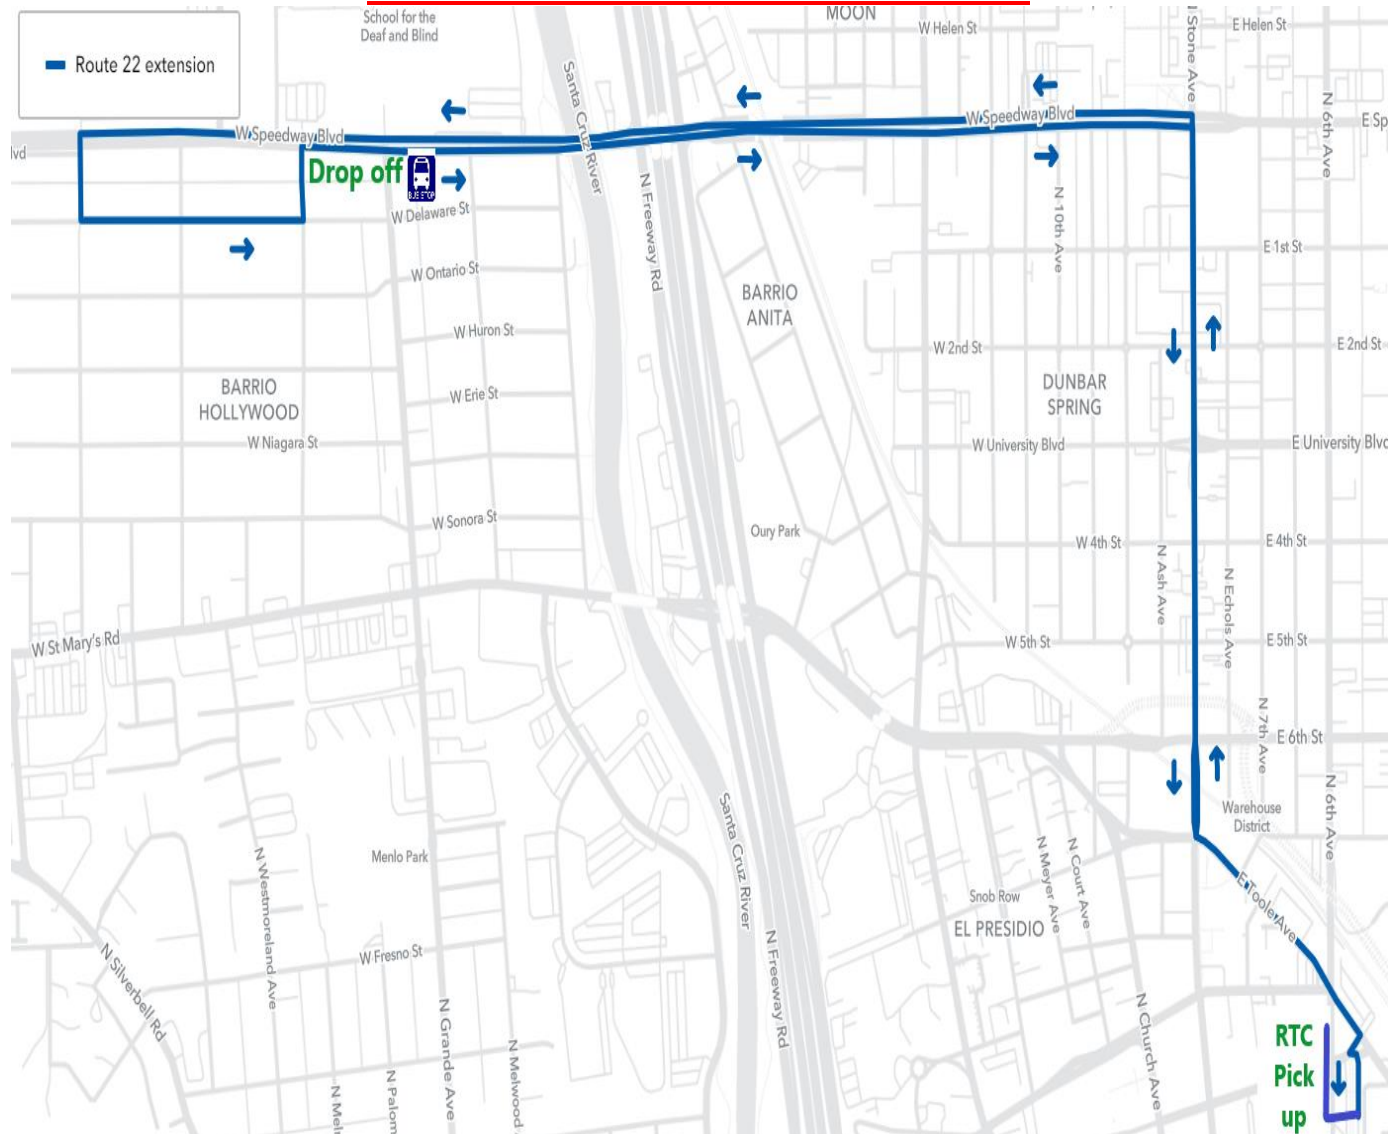 School for the
Deaf and Blind
MOON
W Helen St
N Stone Ave
E Helen St
Route 22 extension
Santa Cruz River
W Speedway Blvd
W Speedway Blvd
N 6th Ave
E Sp
lvd
Drop off
BUS STOP
N Freeway Rd
W Delaware St
N 10th Ave
E 1st St
W Ontario St
BARRIO
ANITA
W Huron St
W 2nd St
E 2nd St
BARRIO
HOLLYWOOD
W Erie St
DUNBAR
SPRING
W Niagara St
W University Blvd
E University Blvd
W Sonora St
Oury Park
W 4th St
E 4th St
N Ash Ave
N Echols Ave
W St Mary's Rd
W 5th St
E 5th St
N 7th Ave
E 6th St
Santa Cruz River
N 6th Ave
Warehouse
District
Menlo Park
N Westmoreland Ave
N Meyer Ave
N Court Ave
E Toole Ave
Snob Row
EL PRESIDIO
N Silverbell Rd
W Fresno St
N Freeway Rd
N Grande Ave
N Church Ave
N Melwood
N Palom
N Mel
RTC
Pick
up